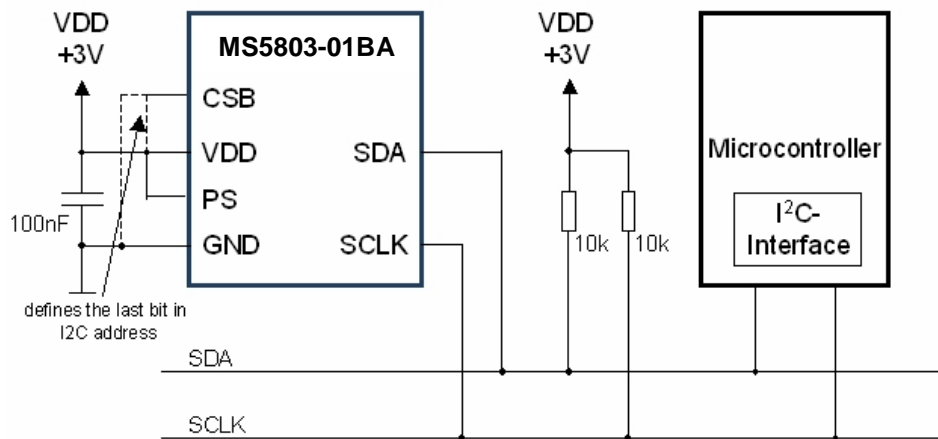 VDD
+3V
MS5803-01BA
CSB
VDD
PS
GND
SDA
SCLK
100nF
defines the last bit in
I2C address
VDD
+3V
10k
10k
Microcontroller
I²C-
Interface
SDA
SCLK